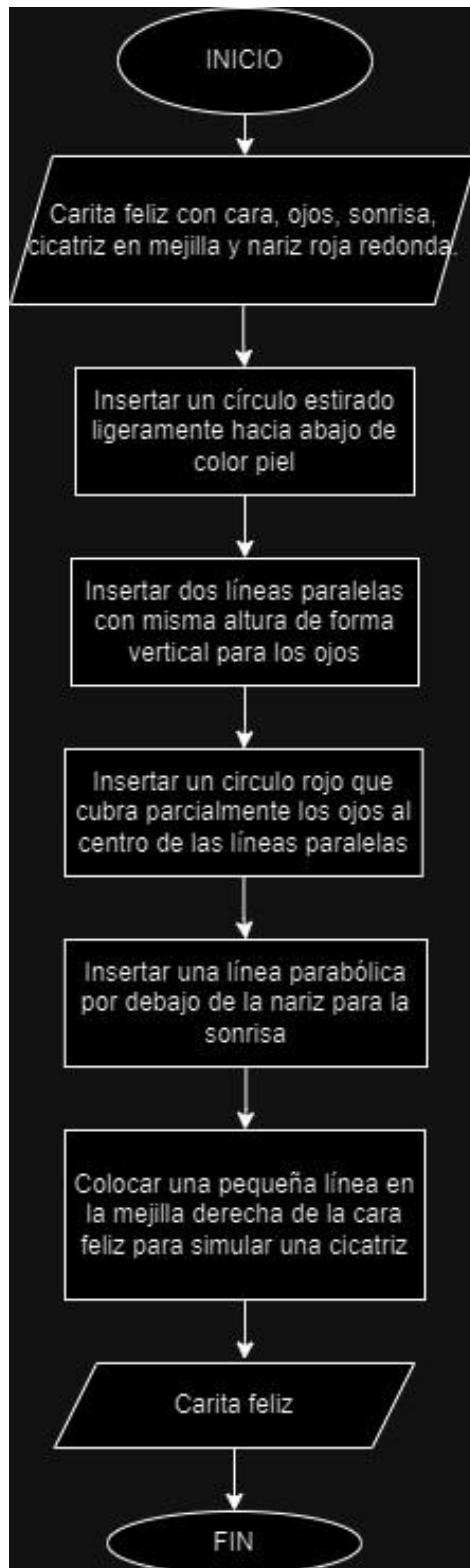 INICIO
Carita feliz con cara, ojos, sonrisa,
cicatriz en mejilla y nariz roja redonda.
Insertar un círculo estirado
ligeramente hacia abajo de
color piel
Insertar dos líneas paralelas
con misma altura de forma
vertical para los ojos
Insertar un circulo rojo que
cubra parcialmente los ojos al
centro de las líneas paralelas
Insertar una línea parabólica
por debajo de la nariz para la
sonrisa
Colocar una pequeña línea en
la mejilla derecha de la cara
feliz para simular una cicatriz
Carita feliz
FIN